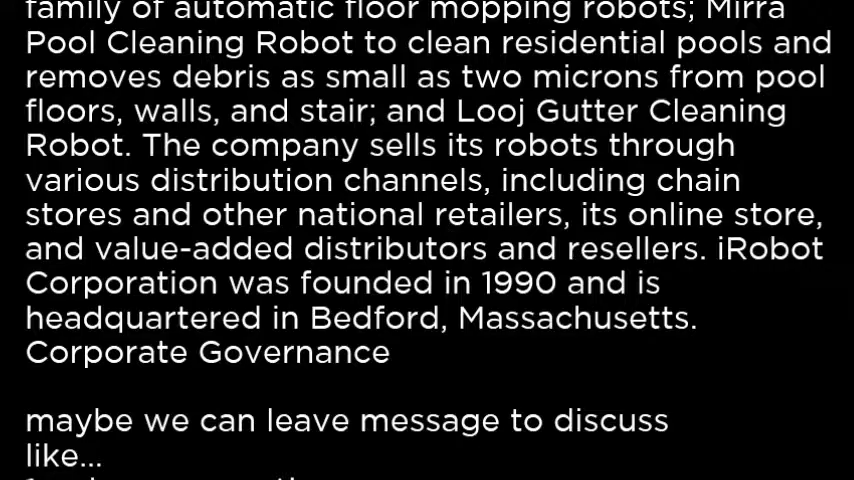 family of automatic floor mopping robots; Mirra
Pool Cleaning Robot to clean residential pools and
removes debris as small as two microns from pool
floors, walls, and stair; and Looj Gutter Cleaning
Robot. The company sells its robots through
various distribution channels, including chain
stores and other national retailers, its online store,
and value-added distributors and resellers. iRobot
Corporation was founded in 1990 and is
headquartered in Bedford, Massachusetts.
Corporate Governance
maybe we can leave message to discuss
like...